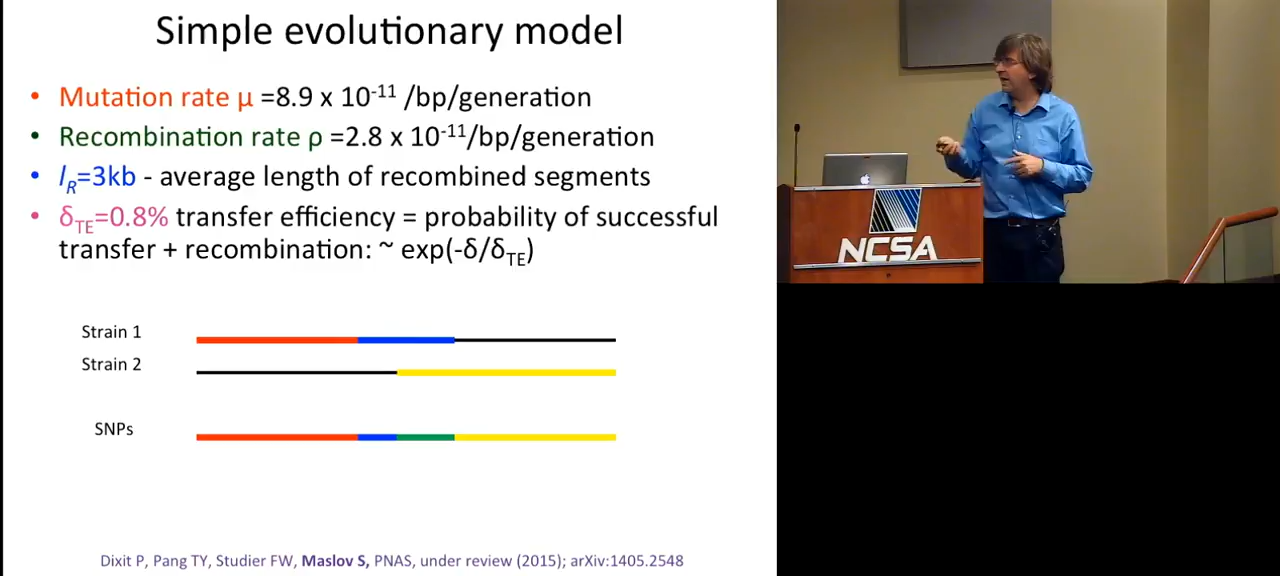 Simple evolutionary model
• Mutation rate μ =8.9 x 10⁻¹¹ /bp/generation
• Recombination rate ρ =2.8 x 10⁻¹¹/bp/generation
• l_R=3kb - average length of recombined segments
• δ_TE=0.8% transfer efficiency = probability of successful
transfer + recombination: ~ exp(-δ/δ_TE)
Strain 1
Strain 2
SNPs
Dixit P, Pang TY, Studier FW, Maslov S, PNAS, under review (2015); arXiv:1405.2548
NCSA